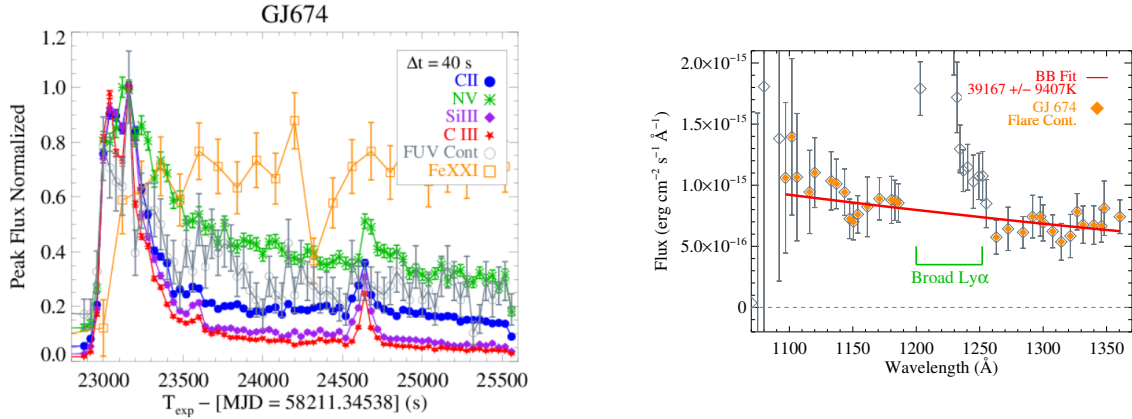 GJ674
Peak Flux Normalized
1.2
1.0
0.8
0.6
0.4
0.2
0.0
Δt = 40 s
CII
NV
SiIII
C III
FUV Cont
FeXXI
23000 23500 24000 24500 25000 25500
T_exp − [MJD = 58211.34538] (s)
Flux (erg cm⁻² s⁻¹ Å⁻¹)
2.0×10⁻¹⁵
1.5×10⁻¹⁵
1.0×10⁻¹⁵
5.0×10⁻¹⁶
0
BB Fit
39167 +/− 9407K
GJ 674
Flare Cont.
Broad Lyα
1100 1150 1200 1250 1300 1350
Wavelength (Å)